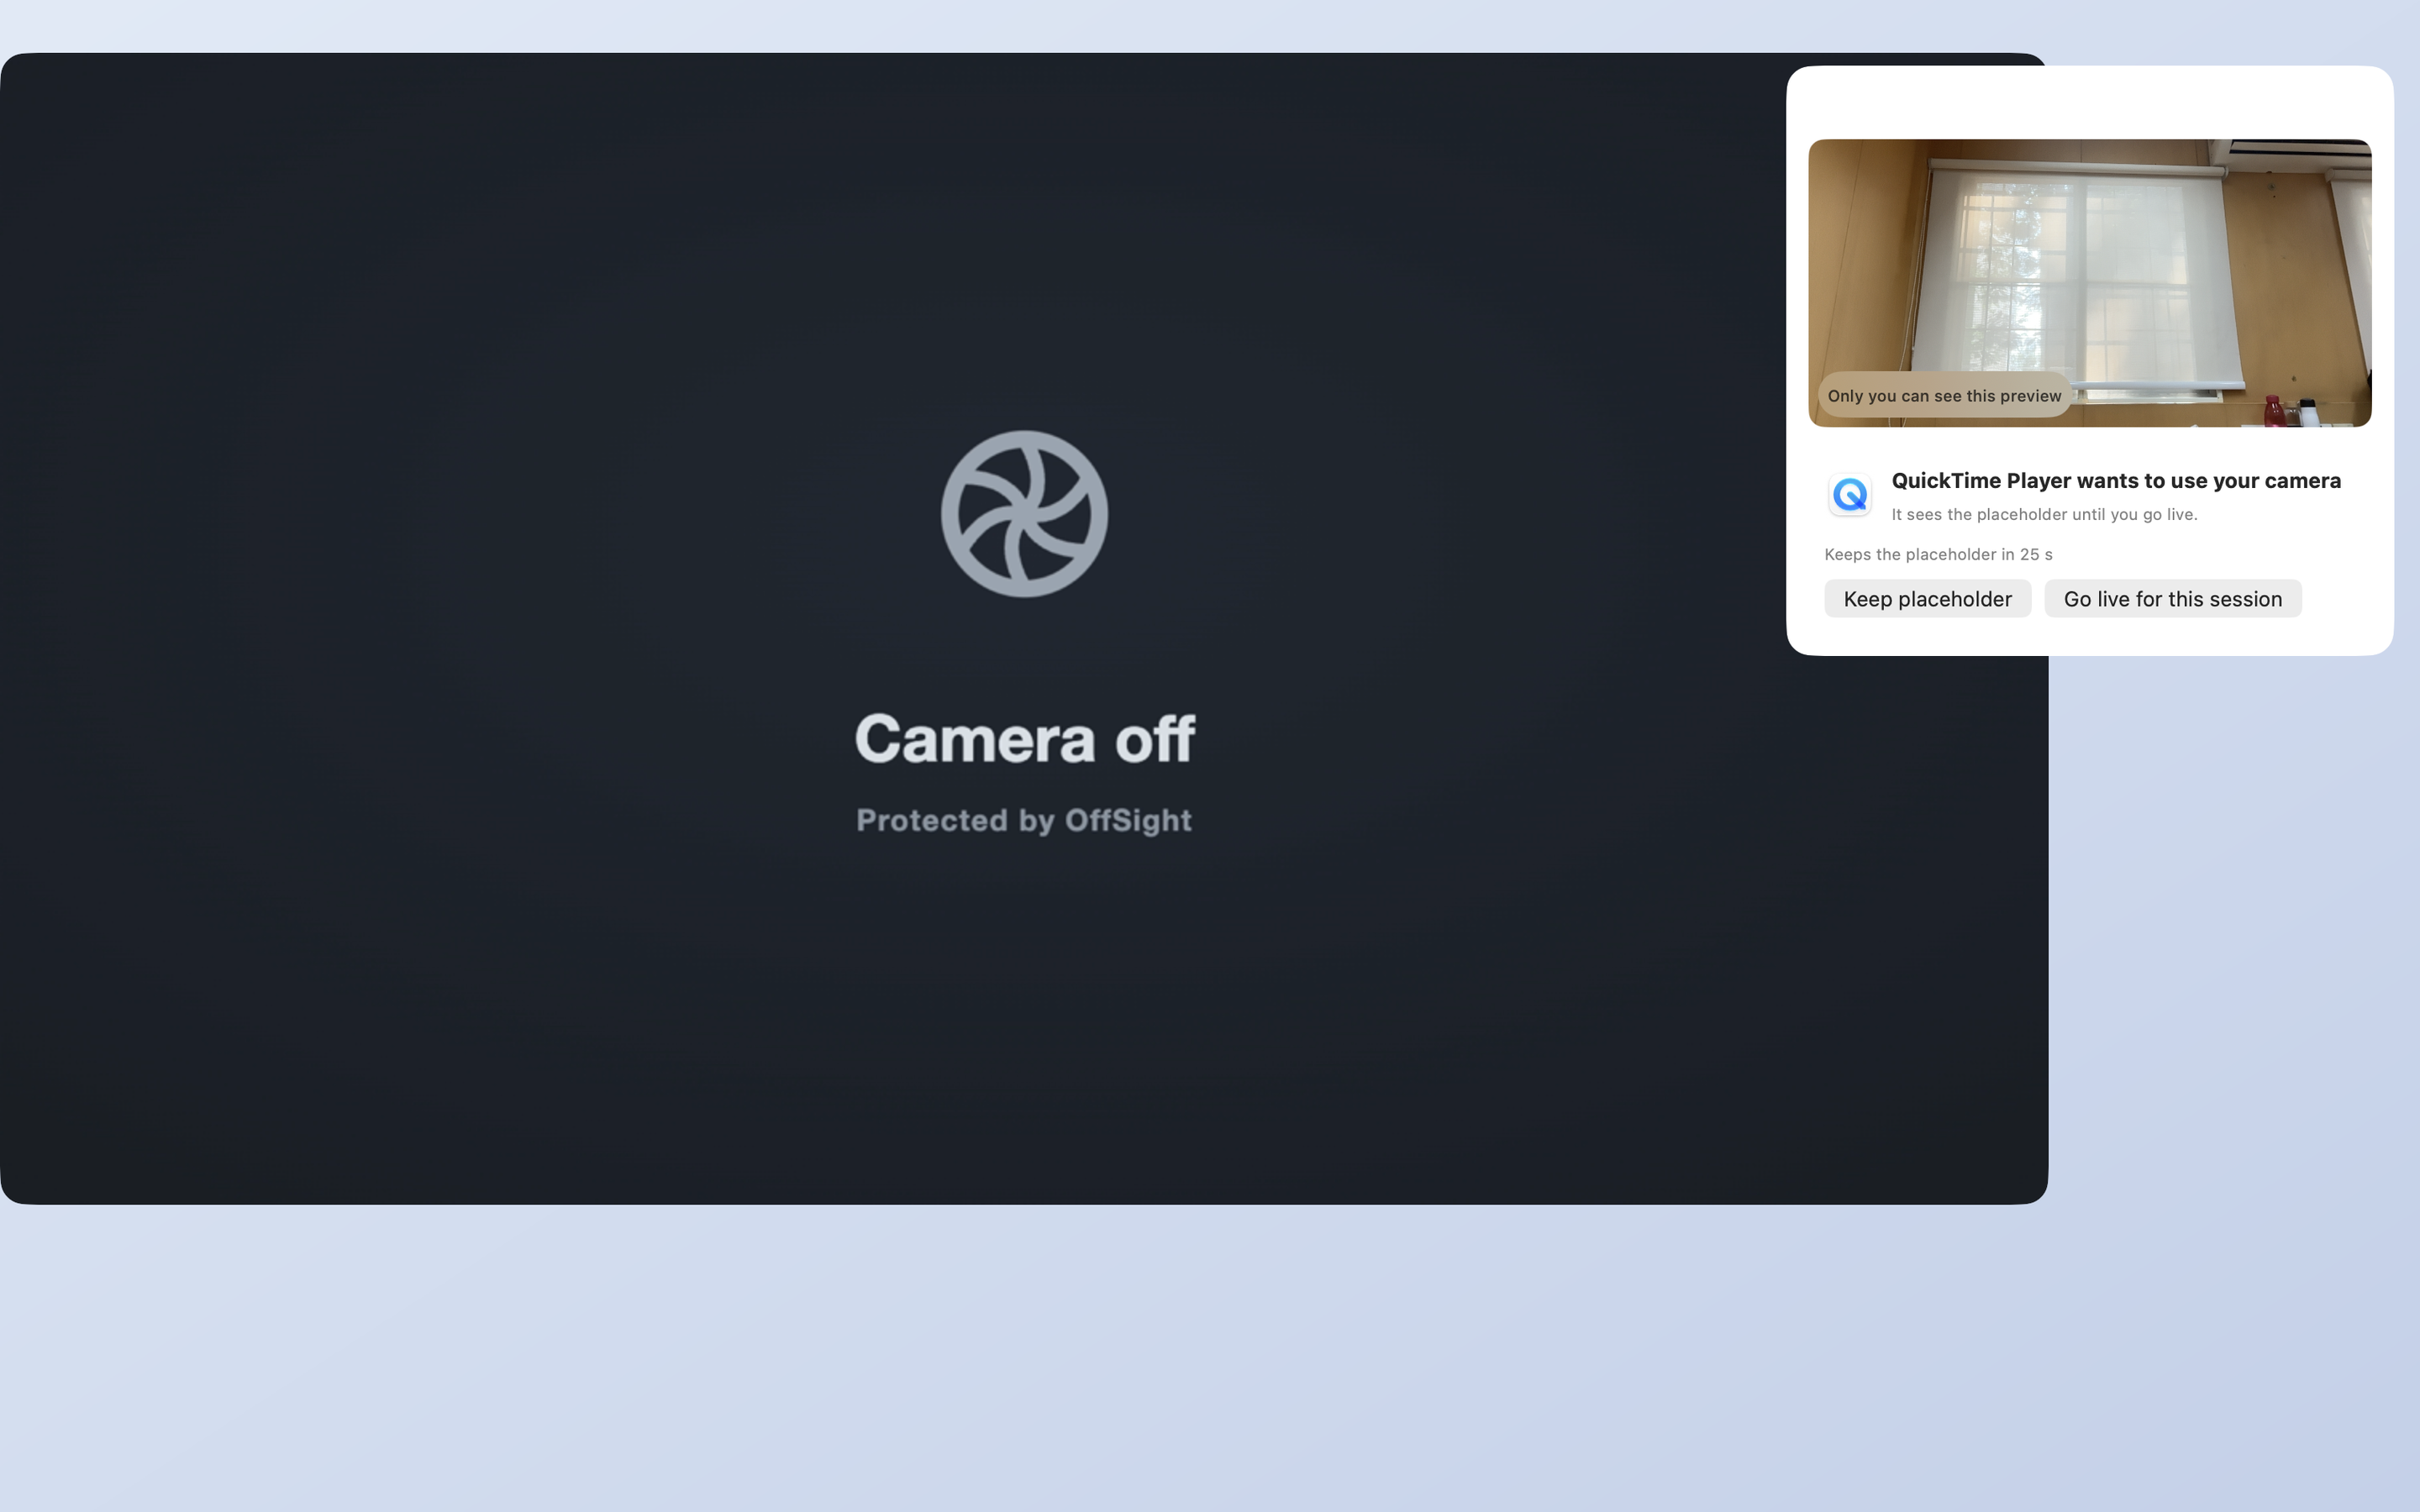 Camera off
Protected by OffSight
Only you can see this preview
QuickTime Player wants to use your camera
It sees the placeholder until you go live.
Keeps the placeholder in 25 s
Keep placeholder
Go live for this session